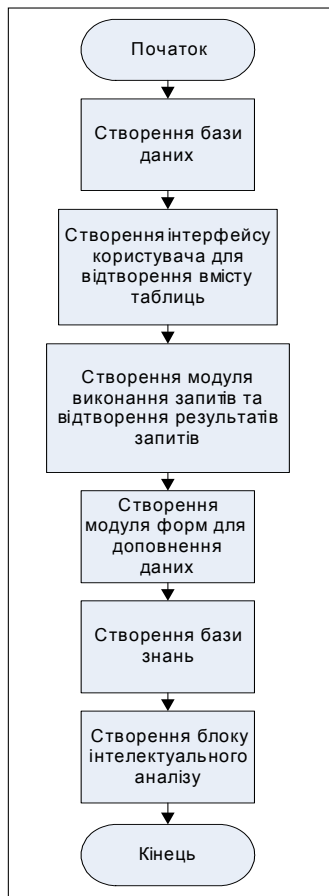 Початок
Створення бази
даних
Створення інтерфейсу
користувача для
відтворення вмісту
таблиць
Створення модуля
виконання запитів та
відтворення результатів
запитів
Створення
модуля форм для
доповнення
даних
Створення бази
знань
Створення блоку
інтелектуального
аналізу
Кінець